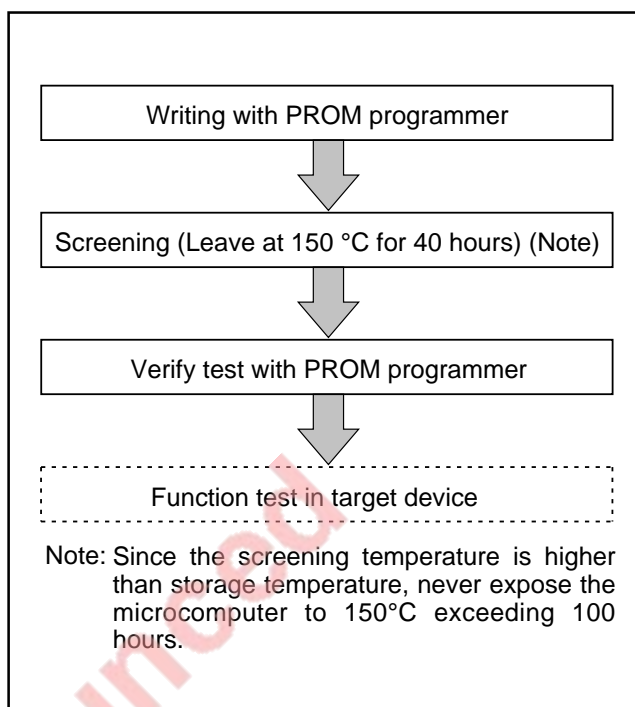 Writing with PROM programmer
Screening (Leave at 150 °C for 40 hours) (Note)
Verify test with PROM programmer
Function test in target device
Note: Since the screening temperature is higher
than storage temperature, never expose the
microcomputer to 150°C exceeding 100
hours.
unced